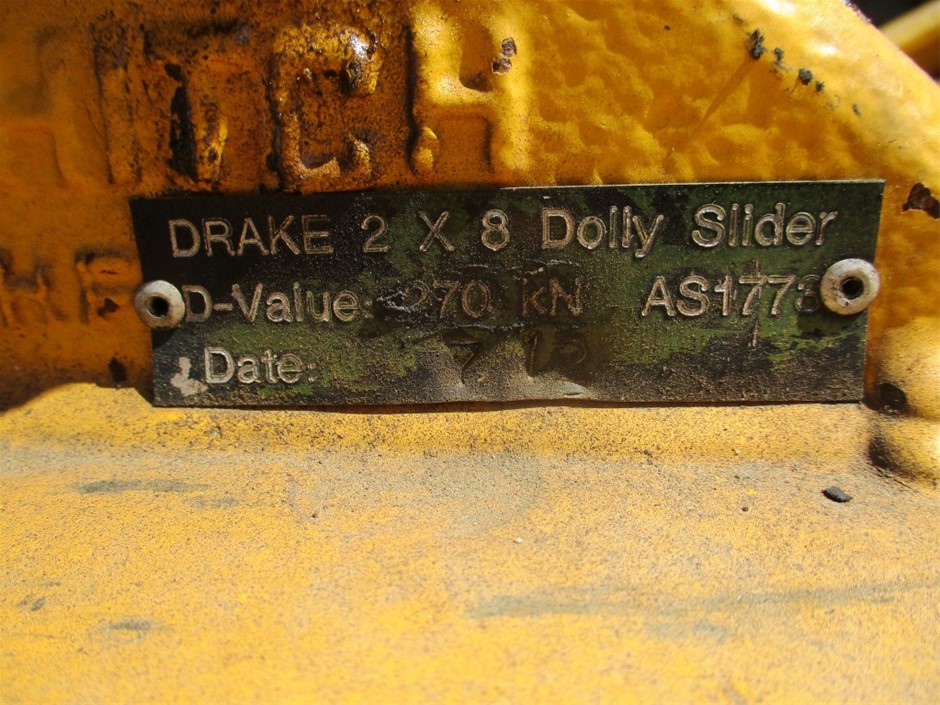 DRAKE 2 X 8 Dolly Slider
D-Value: 270 kN AS1773
Date: